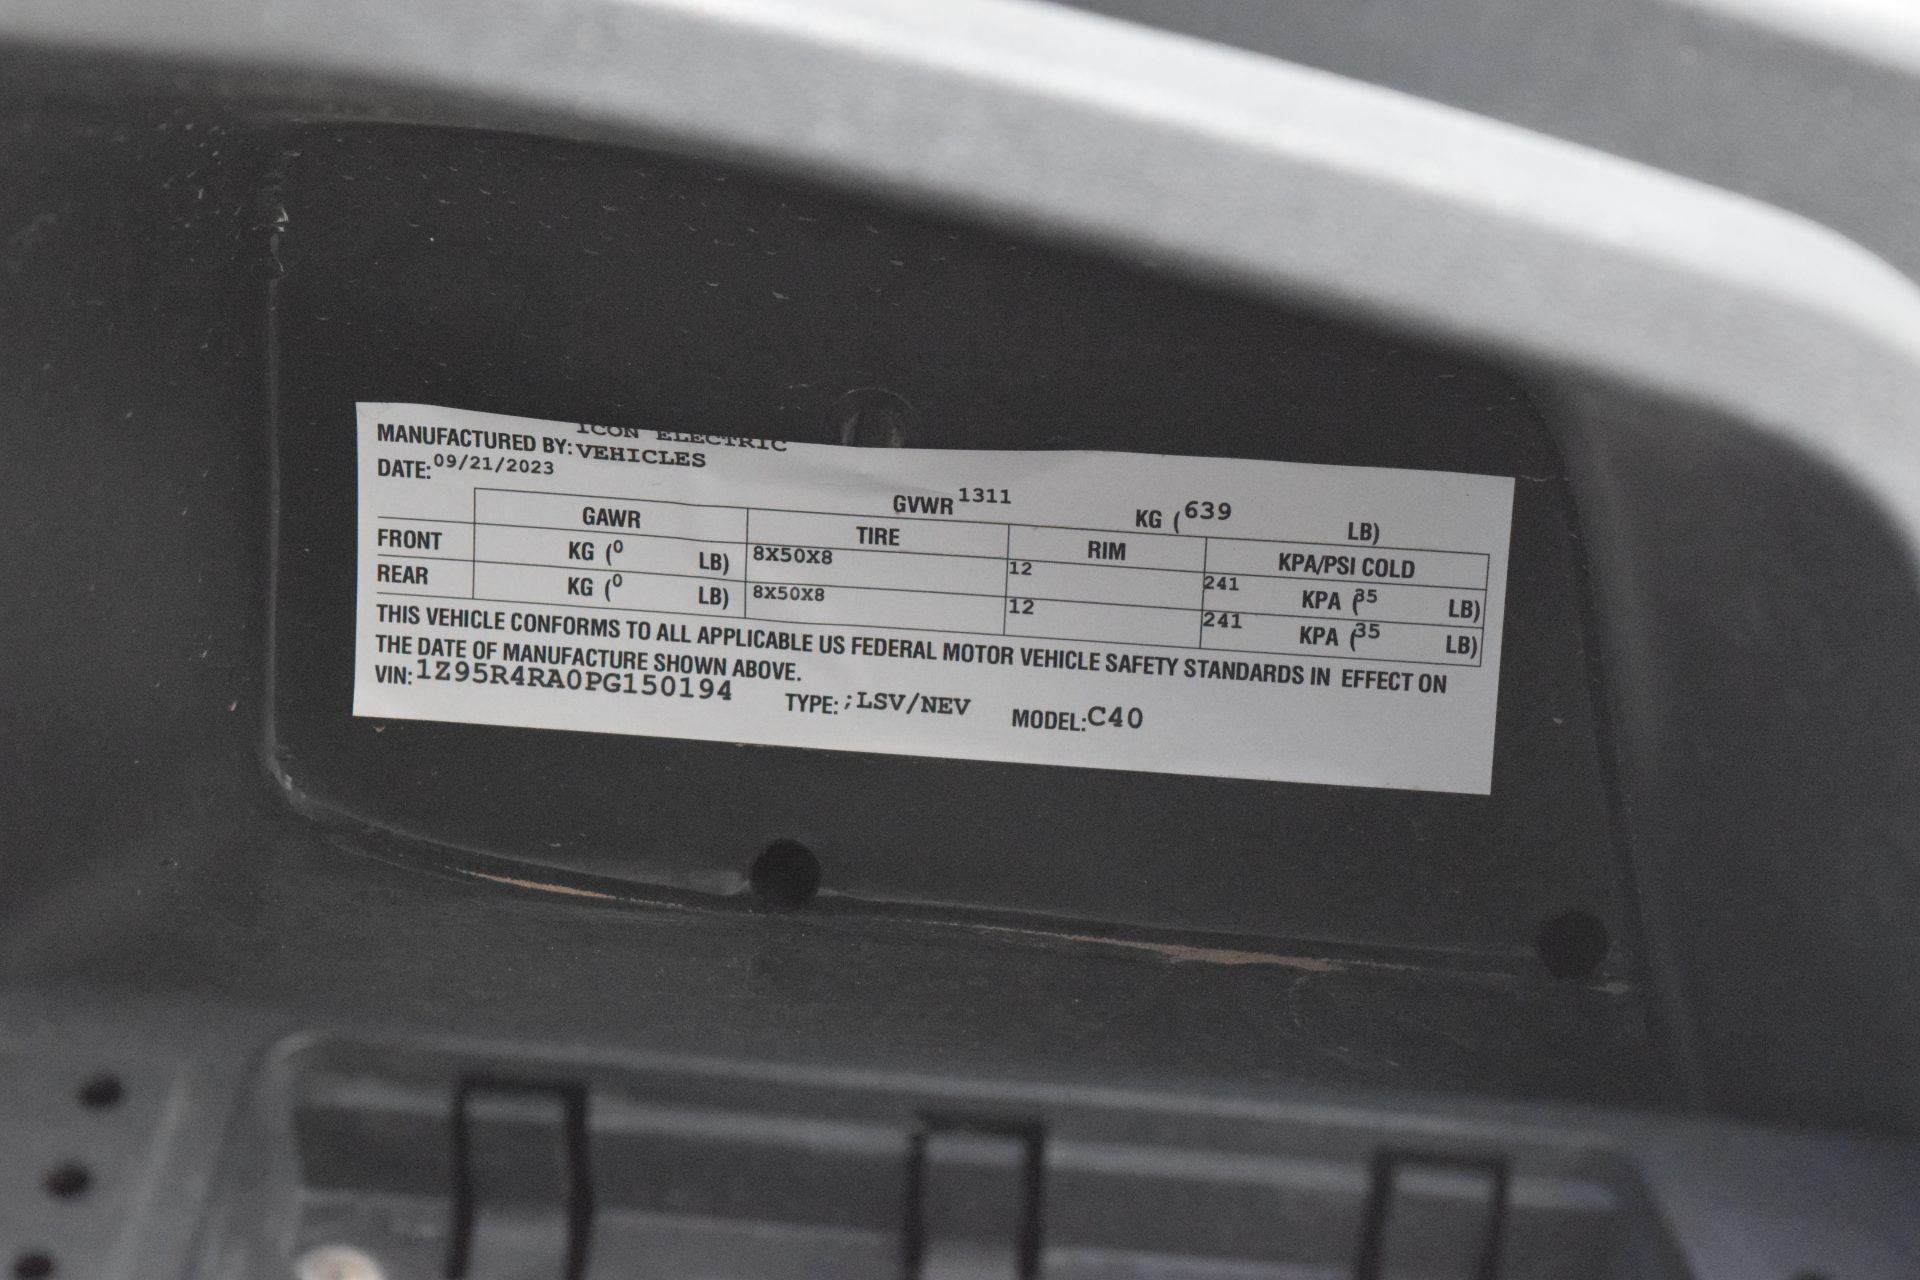 MANUFACTURED BY: ICON ELECTRIC
VEHICLES
DATE: 09/21/2023
GVWR 1311 KG (639 LB)
GAWR TIRE RIM KPA/PSI COLD
FRONT KG (0 LB) 8X50X8 12 241 KPA (35 LB)
REAR KG (0 LB) 8X50X8 12 241 KPA (35 LB)
THIS VEHICLE CONFORMS TO ALL APPLICABLE US FEDERAL MOTOR VEHICLE SAFETY STANDARDS IN EFFECT ON
THE DATE OF MANUFACTURE SHOWN ABOVE.
VIN: 1Z95R4RA0PG150194 TYPE: ;LSV/NEV MODEL: C40